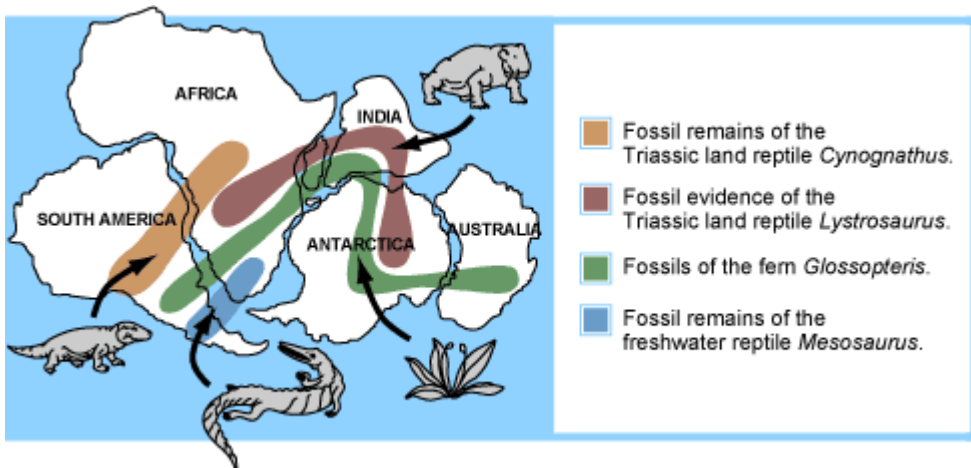 AFRICA
INDIA
SOUTH AMERICA
ANTARCTICA
AUSTRALIA
Fossil remains of the
Triassic land reptile Cynognathus.
Fossil evidence of the
Triassic land reptile Lystrosaurus.
Fossils of the fern Glossopteris.
Fossil remains of the
freshwater reptile Mesosaurus.